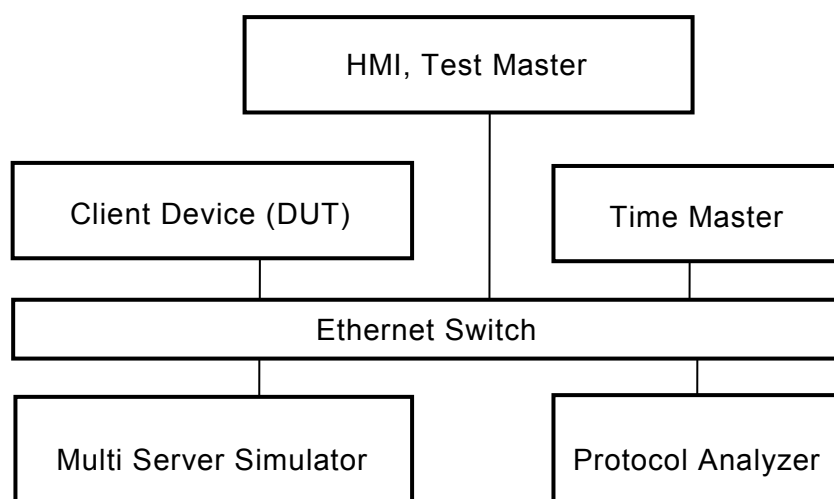 HMI, Test Master
Client Device (DUT)
Time Master
Ethernet Switch
Multi Server Simulator
Protocol Analyzer